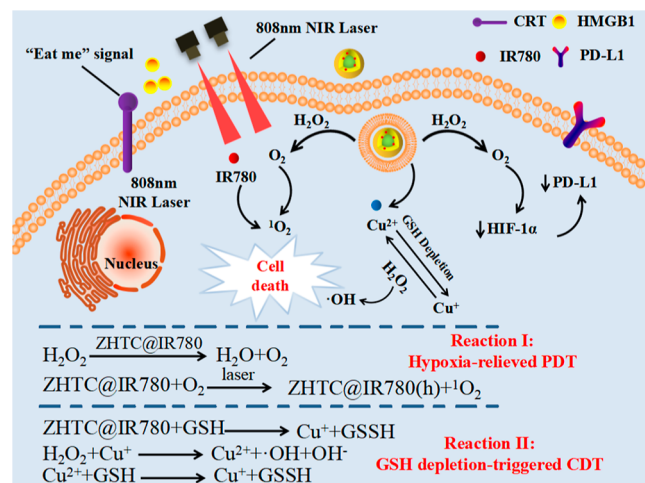 808nm NIR Laser
CRT
HMGB1
IR780
PD-L1
“Eat me” signal
H₂O₂
H₂O₂
IR780
O₂
O₂
808nm
NIR Laser
↓PD-L1
¹O₂
Cu²⁺
GSH Depletion
↓HIF-1α
Nucleus
Cell
death
H₂O₂
·OH
Cu⁺
H₂O₂ ZHTC@IR780 → H₂O+O₂
Reaction I:
Hypoxia-relieved PDT
ZHTC@IR780+O₂ laser → ZHTC@IR780(h)+¹O₂
ZHTC@IR780+GSH → Cu⁺+GSSH
Reaction II:
GSH depletion-triggered CDT
H₂O₂+Cu⁺ → Cu²⁺+·OH+OH⁻
Cu²⁺+GSH → Cu⁺+GSSH